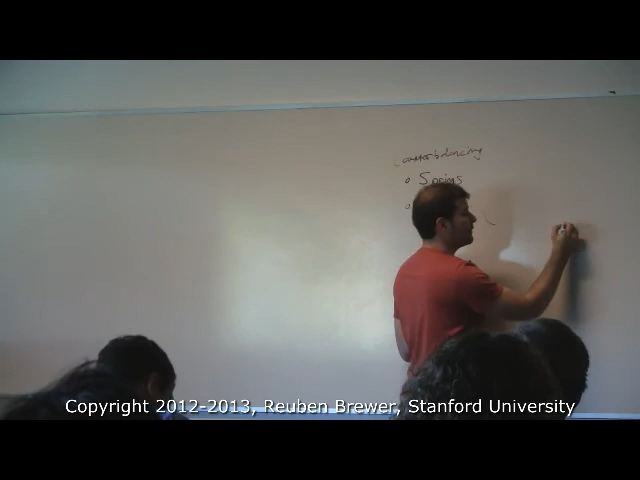 counterbalancing
o Springs
o
Copyright 2012-2013, Reuben Brewer, Stanford University